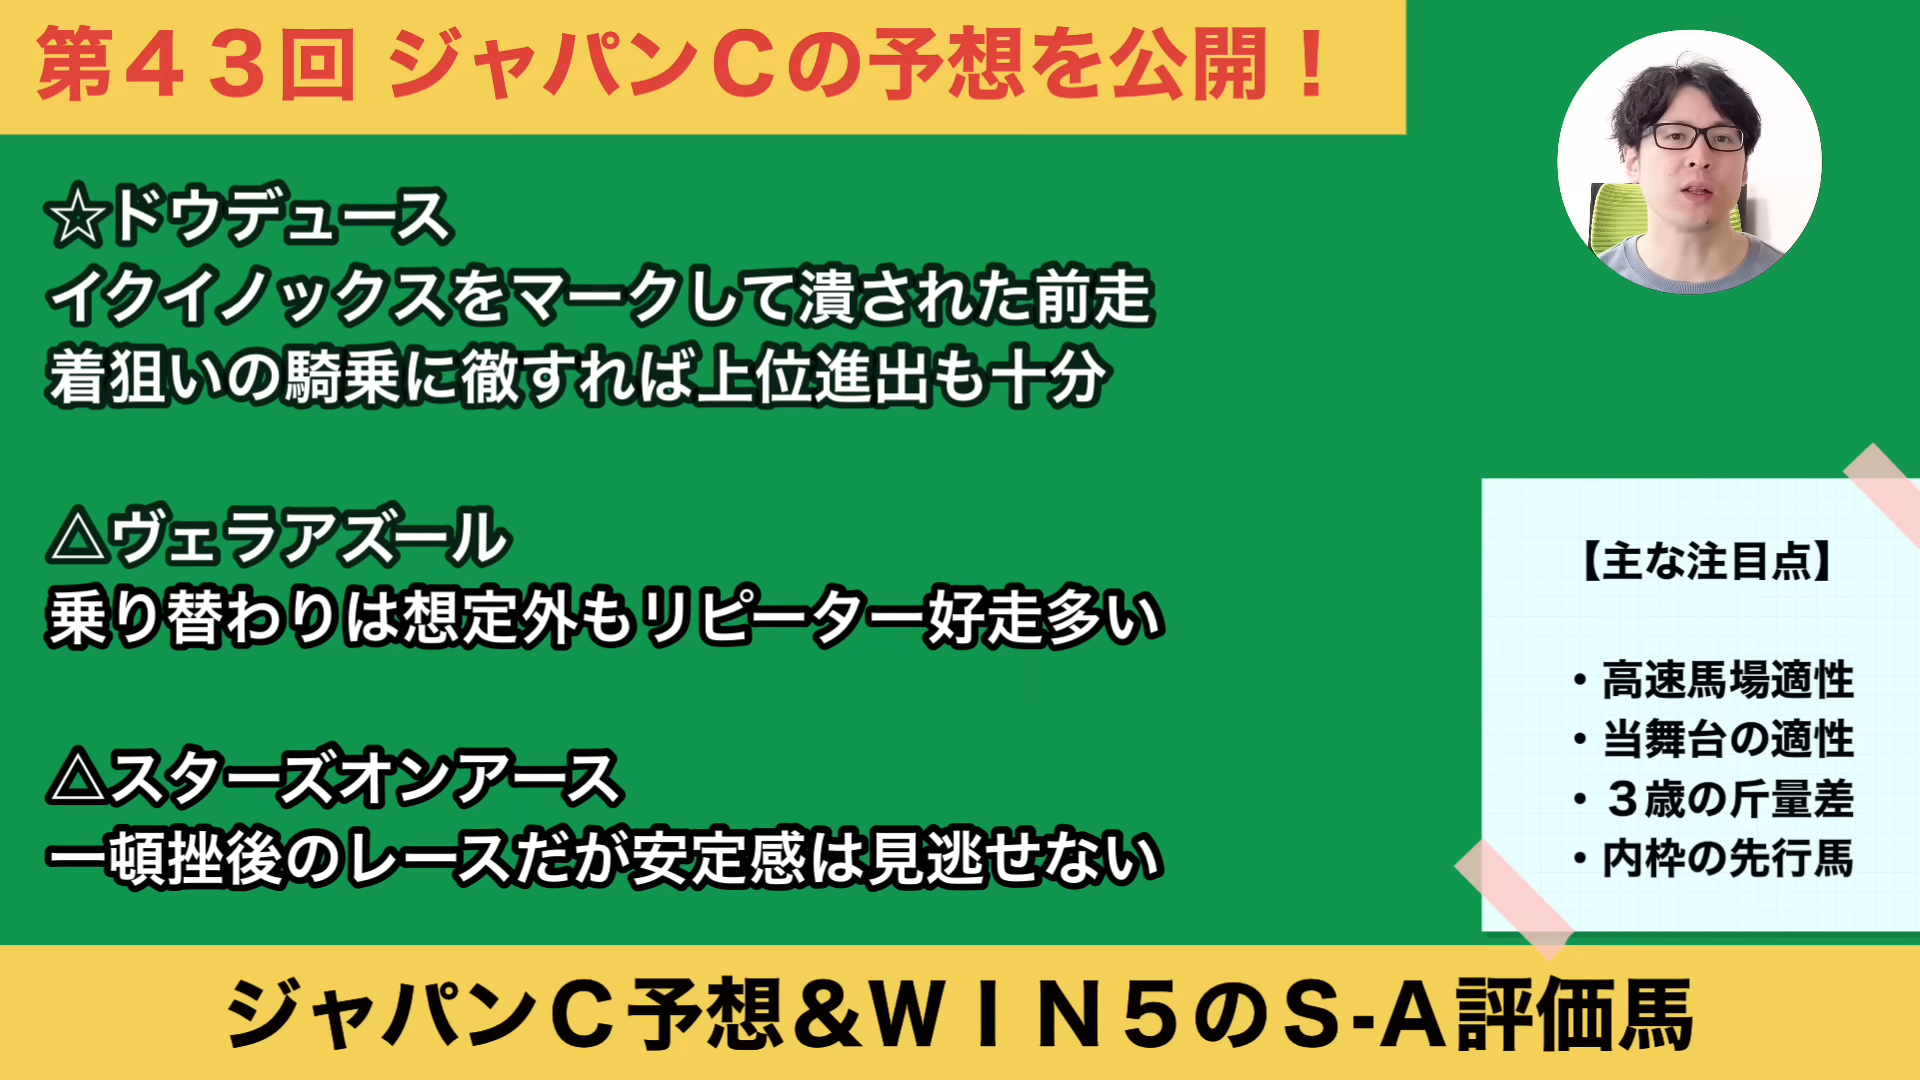 第４３回 ジャパンＣの予想を公開！
☆ドウデュース
イクイノックスをマークして潰された前走
着狙いの騎乗に徹すれば上位進出も十分
△ヴェラアズール
乗り替わりは想定外もリピーター好走多い
△スターズオンアース
一頓挫後のレースだが安定感は見逃せない
【主な注目点】
・高速馬場適性
・当舞台の適性
・３歳の斤量差
・内枠の先行馬
ジャパンＣ予想＆ＷＩＮ５のＳ-Ａ評価馬